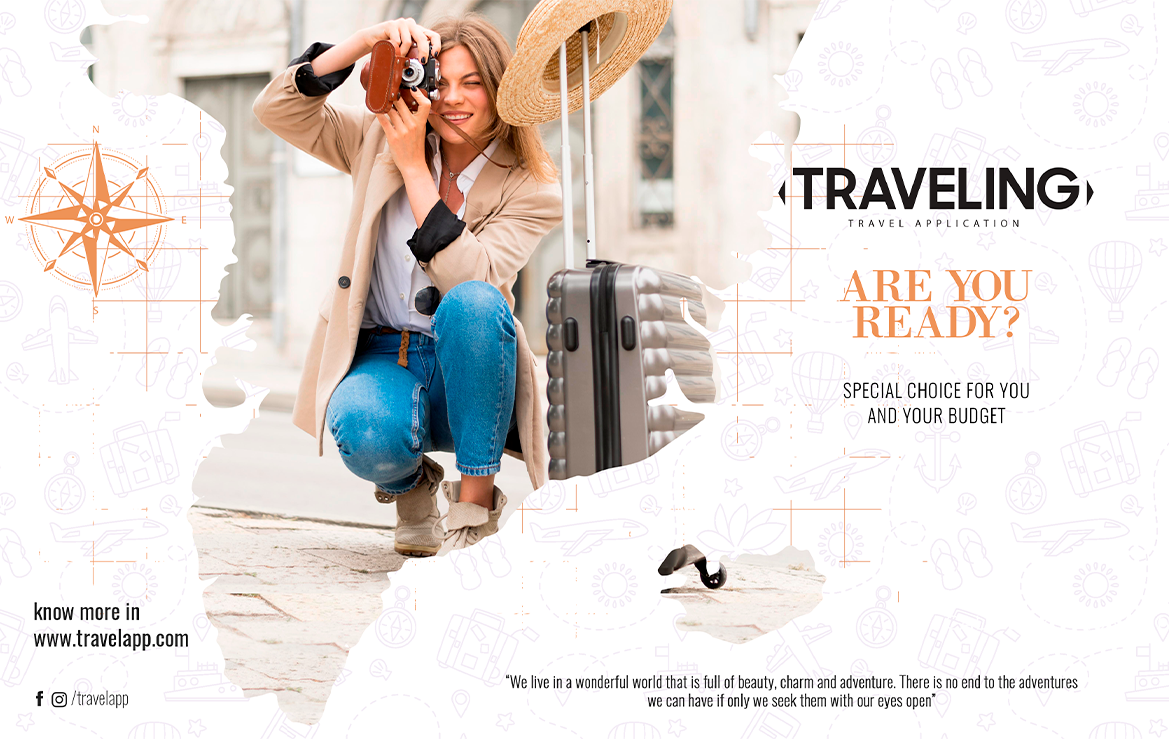 N
W
E
S
TRAVELING
TRAVEL APPLICATION
ARE YOU
READY?
SPECIAL CHOICE FOR YOU
AND YOUR BUDGET
know more in
www.travelapp.com
/travelapp
“We live in a wonderful world that is full of beauty, charm and adventure. There is no end to the adventures
we can have if only we seek them with our eyes open”